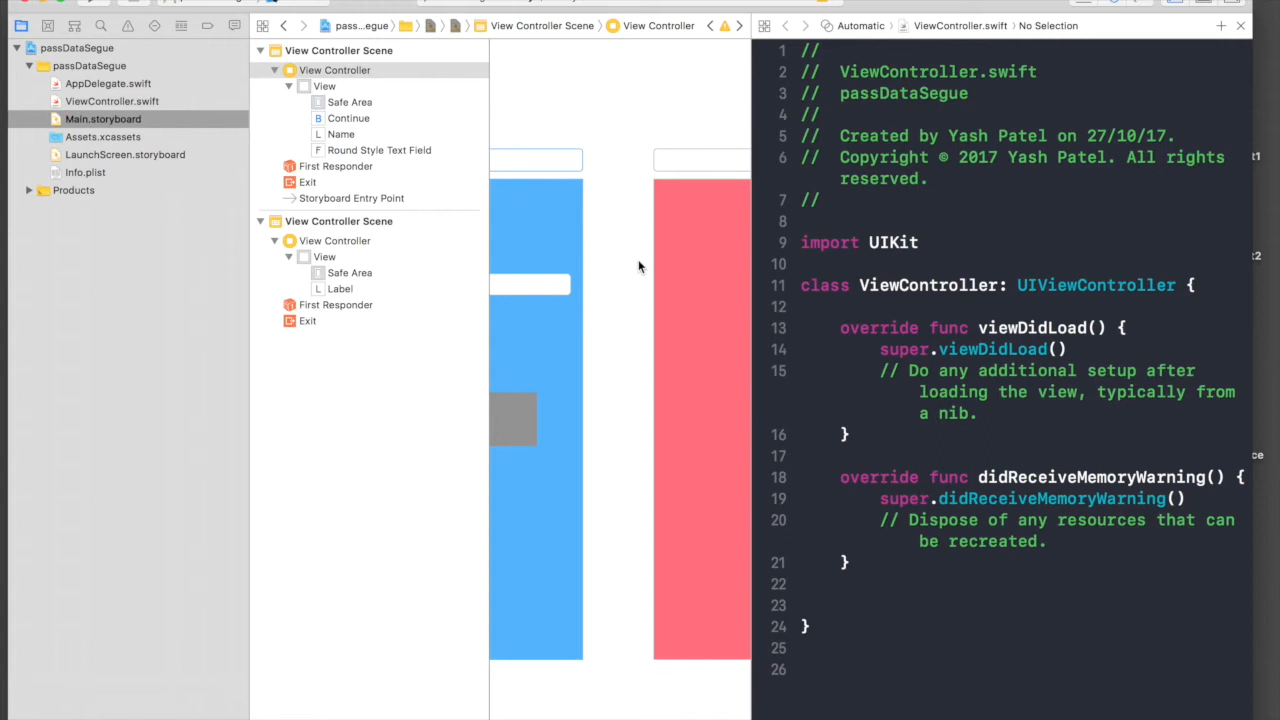 pass...egue
View Controller Scene
View Controller
Automatic
ViewController.swift
No Selection
passDataSegue
passDataSegue
AppDelegate.swift
ViewController.swift
Main.storyboard
Assets.xcassets
LaunchScreen.storyboard
Info.plist
Products
View Controller Scene
View Controller
View
Safe Area
B Continue
L Name
F Round Style Text Field
First Responder
Exit
Storyboard Entry Point
View Controller Scene
View Controller
View
Safe Area
L Label
First Responder
Exit
1 //
2 // ViewController.swift
3 // passDataSegue
4 //
5 // Created by Yash Patel on 27/10/17.
6 // Copyright © 2017 Yash Patel. All rights
reserved.
7 //
8
9 import UIKit
10
11 class ViewController: UIViewController {
12
13 override func viewDidLoad() {
14 super.viewDidLoad()
15 // Do any additional setup after
loading the view, typically from
a nib.
16 }
17
18 override func didReceiveMemoryWarning() {
19 super.didReceiveMemoryWarning()
20 // Dispose of any resources that can
be recreated.
21 }
22
23
24 }
25
26